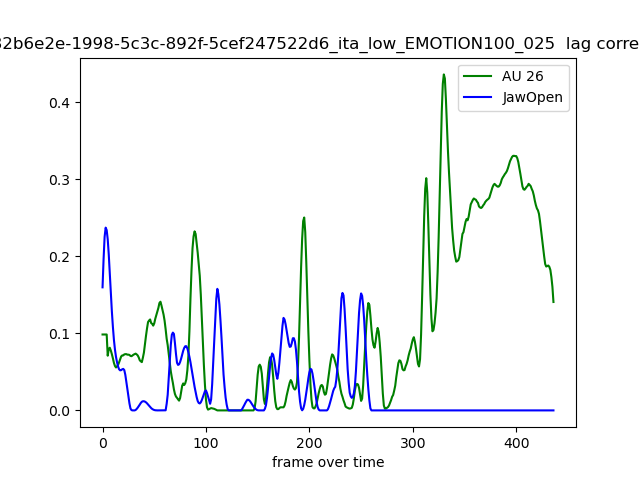 32b6e2e-1998-5c3c-892f-5cef247522d6_ita_low_EMOTION100_025 lag corre
AU 26
JawOpen
0.4
0.3
0.2
0.1
0.0
0 100 200 300 400
frame over time